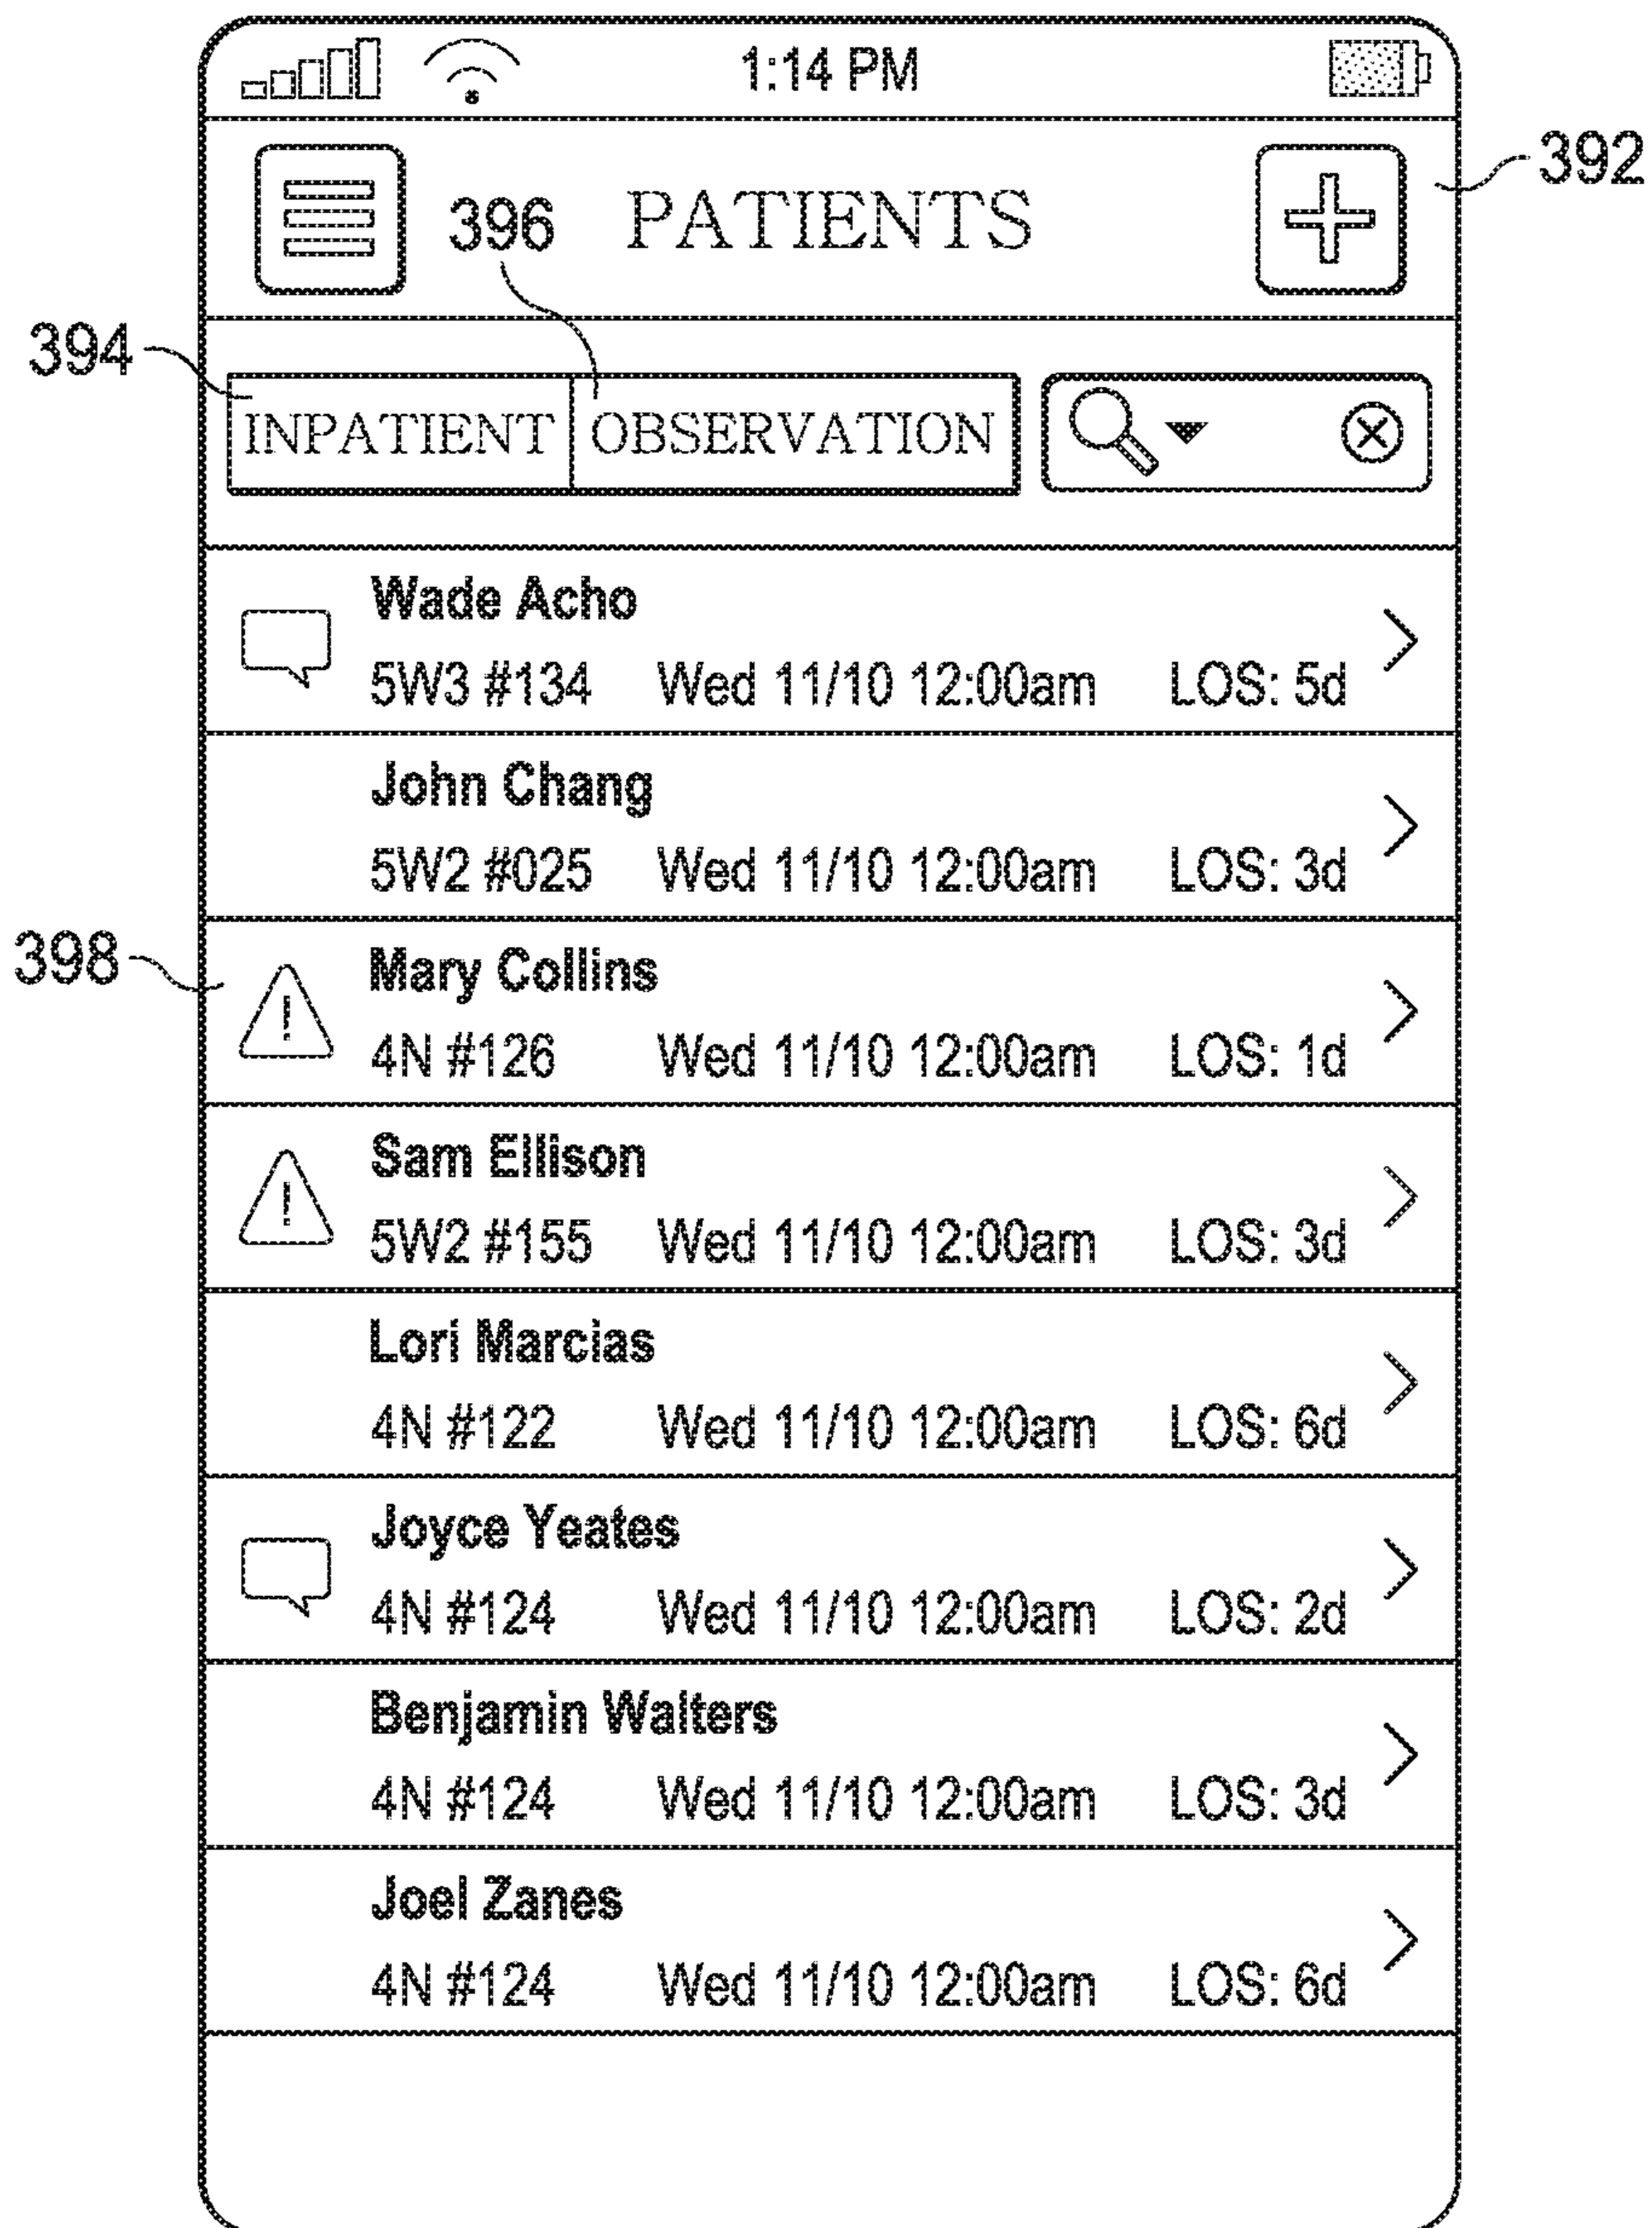 1:14 PM
392
396 PATIENTS
394
INPATIENT OBSERVATION
Wade Acho
5W3 #134 Wed 11/10 12:00am LOS: 5d
John Chang
5W2 #025 Wed 11/10 12:00am LOS: 3d
398
Mary Collins
4N #126 Wed 11/10 12:00am LOS: 1d
Sam Ellison
5W2 #155 Wed 11/10 12:00am LOS: 3d
Lori Marcias
4N #122 Wed 11/10 12:00am LOS: 6d
Joyce Yeates
4N #124 Wed 11/10 12:00am LOS: 2d
Benjamin Walters
4N #124 Wed 11/10 12:00am LOS: 3d
Joel Zanes
4N #124 Wed 11/10 12:00am LOS: 6d